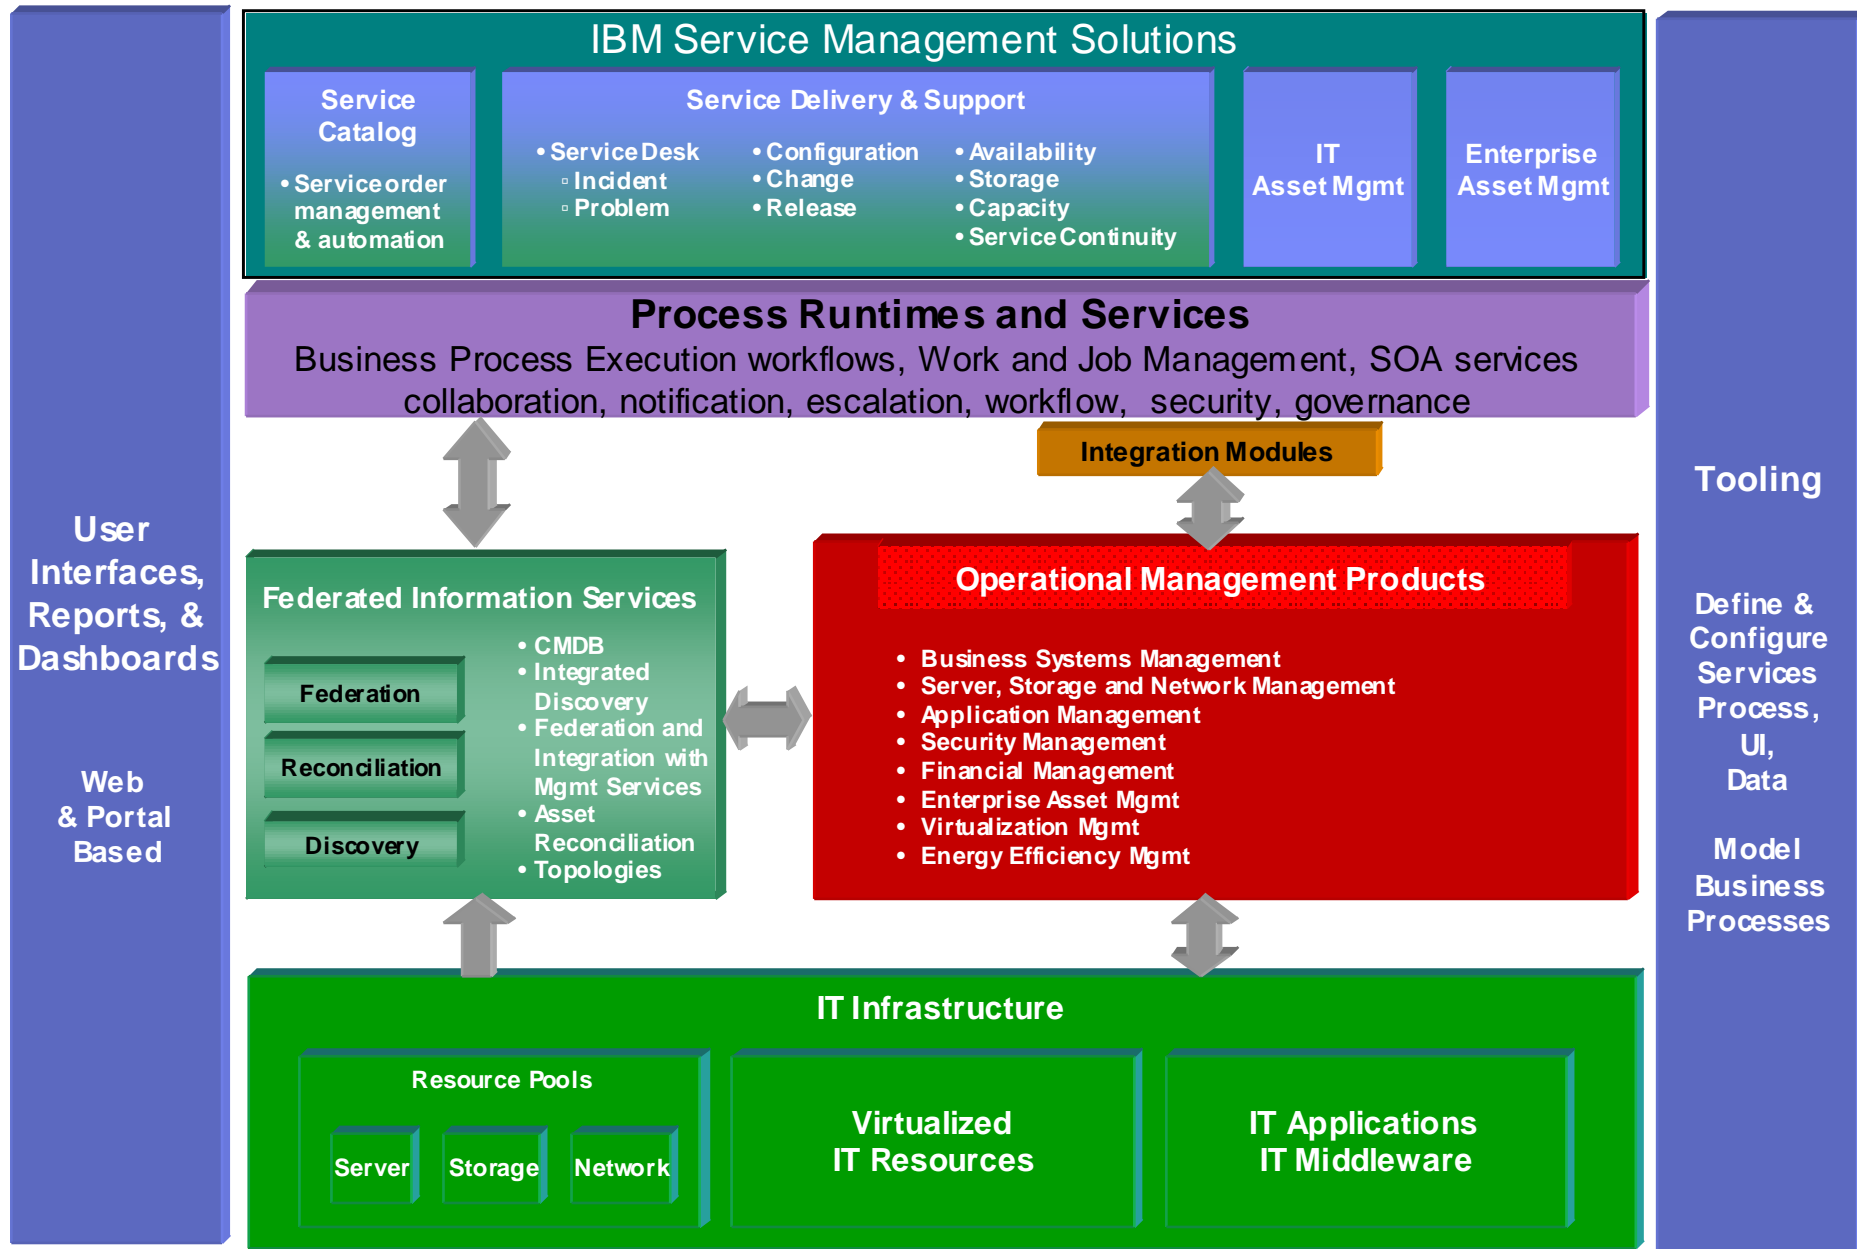 IBM Service Management Solutions
Service
Catalog
• Service order
management
& automation
Service Delivery & Support
• Service Desk
▫ Incident
▫ Problem
• Configuration
• Change
• Release
• Availability
• Storage
• Capacity
• Service Continuity
IT
Asset Mgmt
Enterprise
Asset Mgmt
Process Runtimes and Services
Business Process Execution workflows, Work and Job Management, SOA services
collaboration, notification, escalation, workflow, security, governance
Integration Modules
User
Interfaces,
Reports, &
Dashboards
Web
& Portal
Based
Federated Information Services
Federation
Reconciliation
Discovery
• CMDB
• Integrated
Discovery
• Federation and
Integration with
Mgmt Services
• Asset
Reconciliation
• Topologies
Operational Management Products
• Business Systems Management
• Server, Storage and Network Management
• Application Management
• Security Management
• Financial Management
• Enterprise Asset Mgmt
• Virtualization Mgmt
• Energy Efficiency Mgmt
Tooling
Define &
Configure
Services
Process,
UI,
Data
Model
Business
Processes
IT Infrastructure
Resource Pools
Server
Storage
Network
Virtualized
IT Resources
IT Applications
IT Middleware